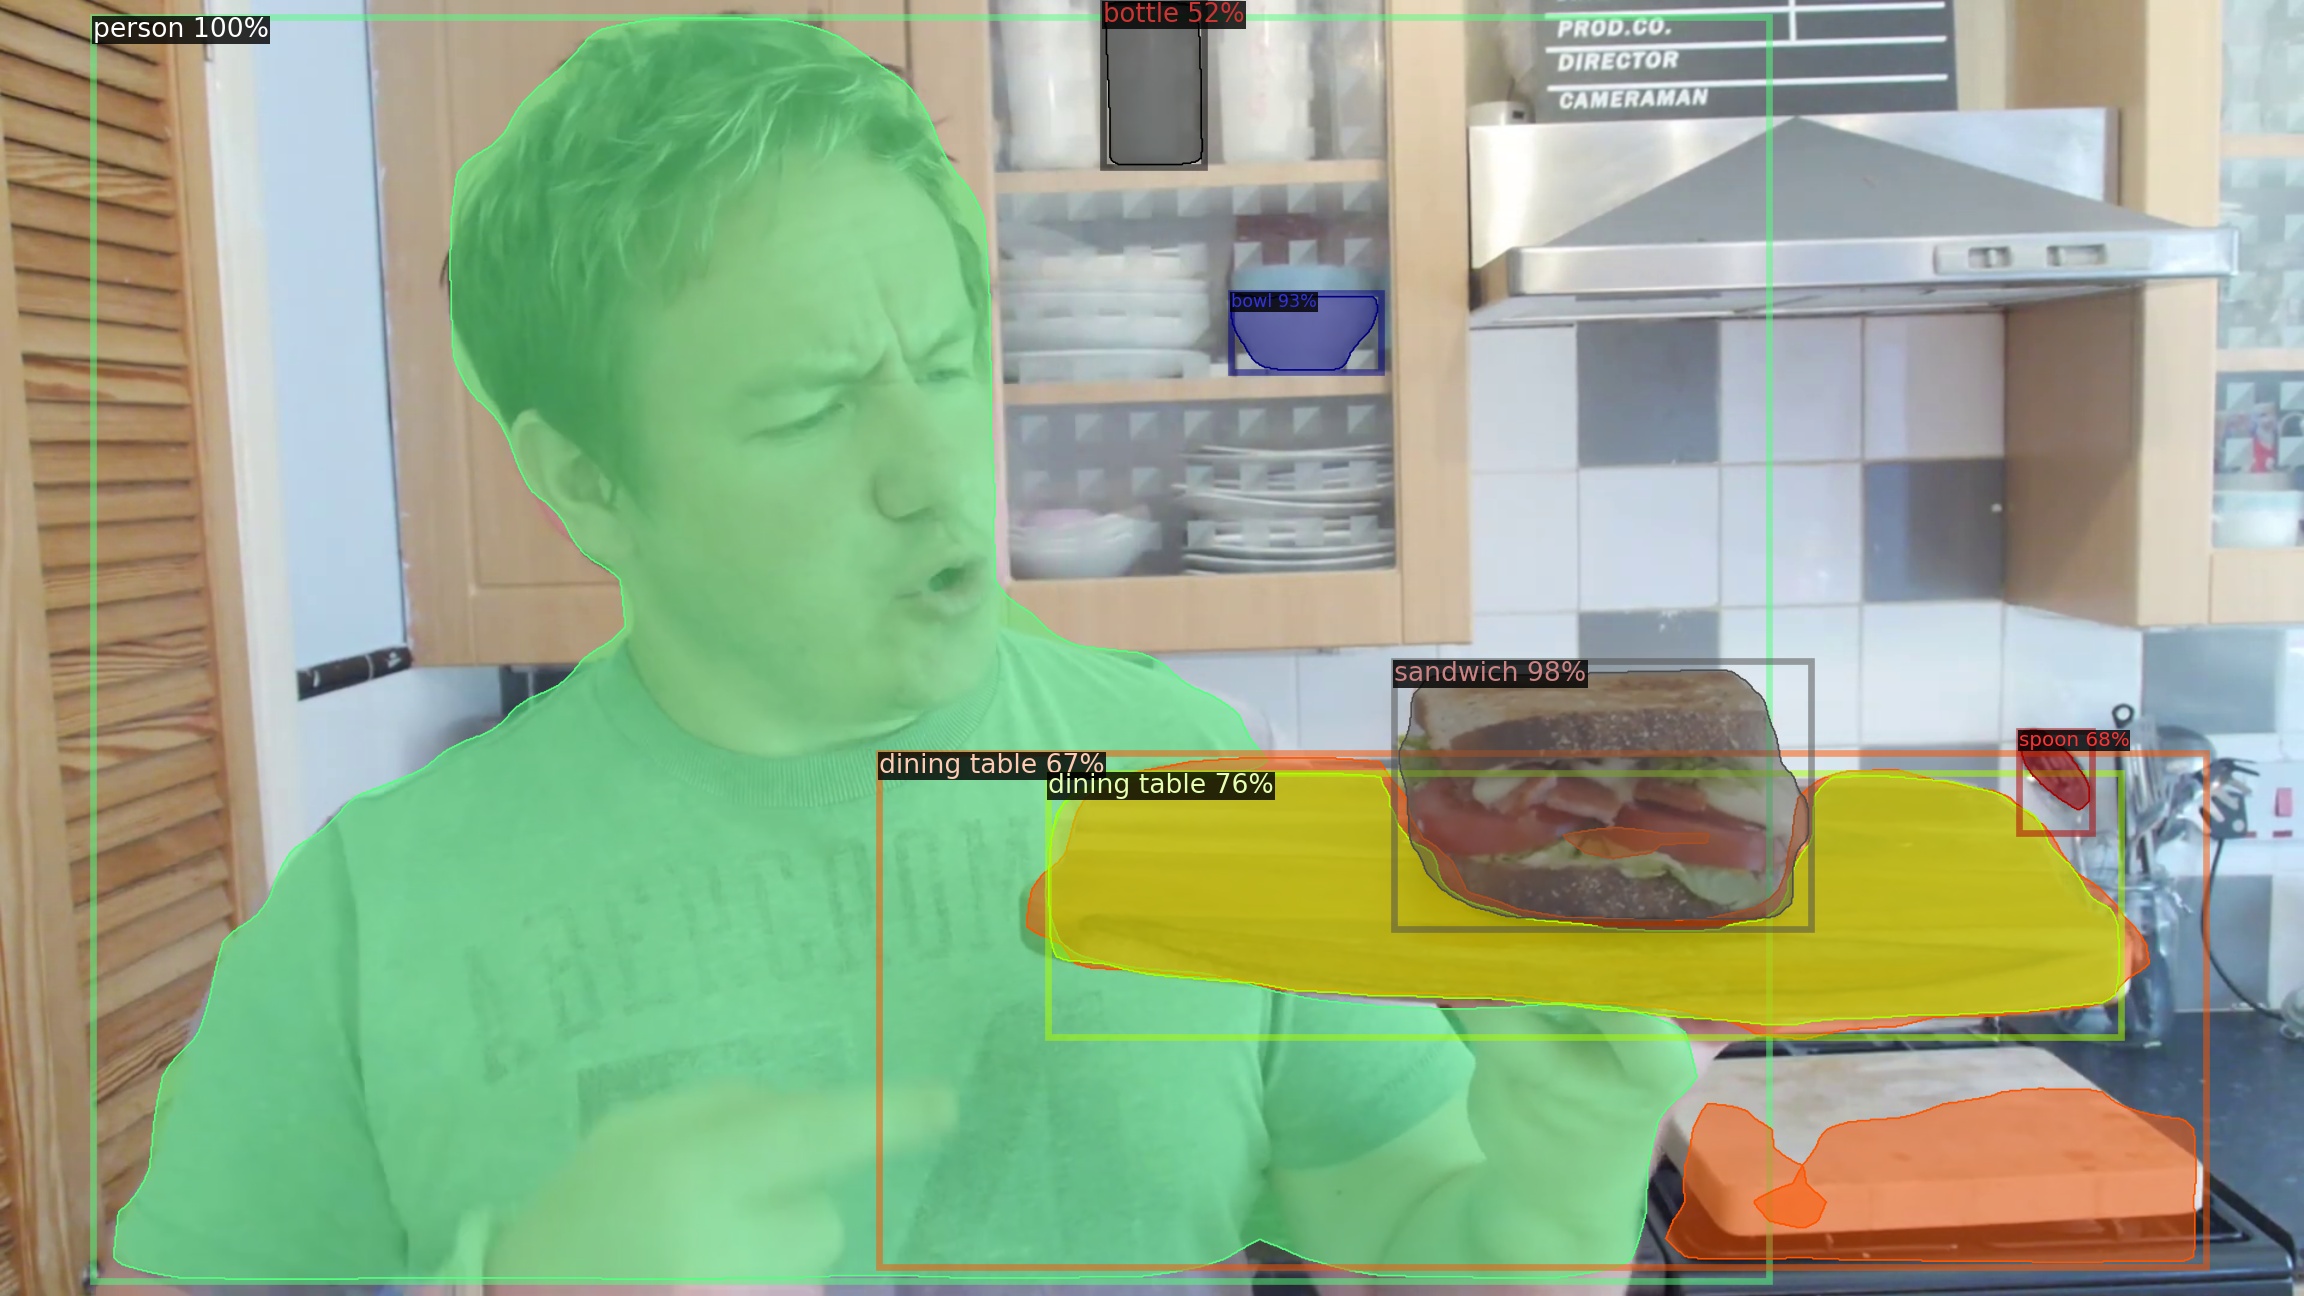 person 100%
bottle 52%
PROD.CO.
DIRECTOR
CAMERAMAN
bowl 93%
sandwich 98%
spoon 68%
dining table 67%
dining table 76%